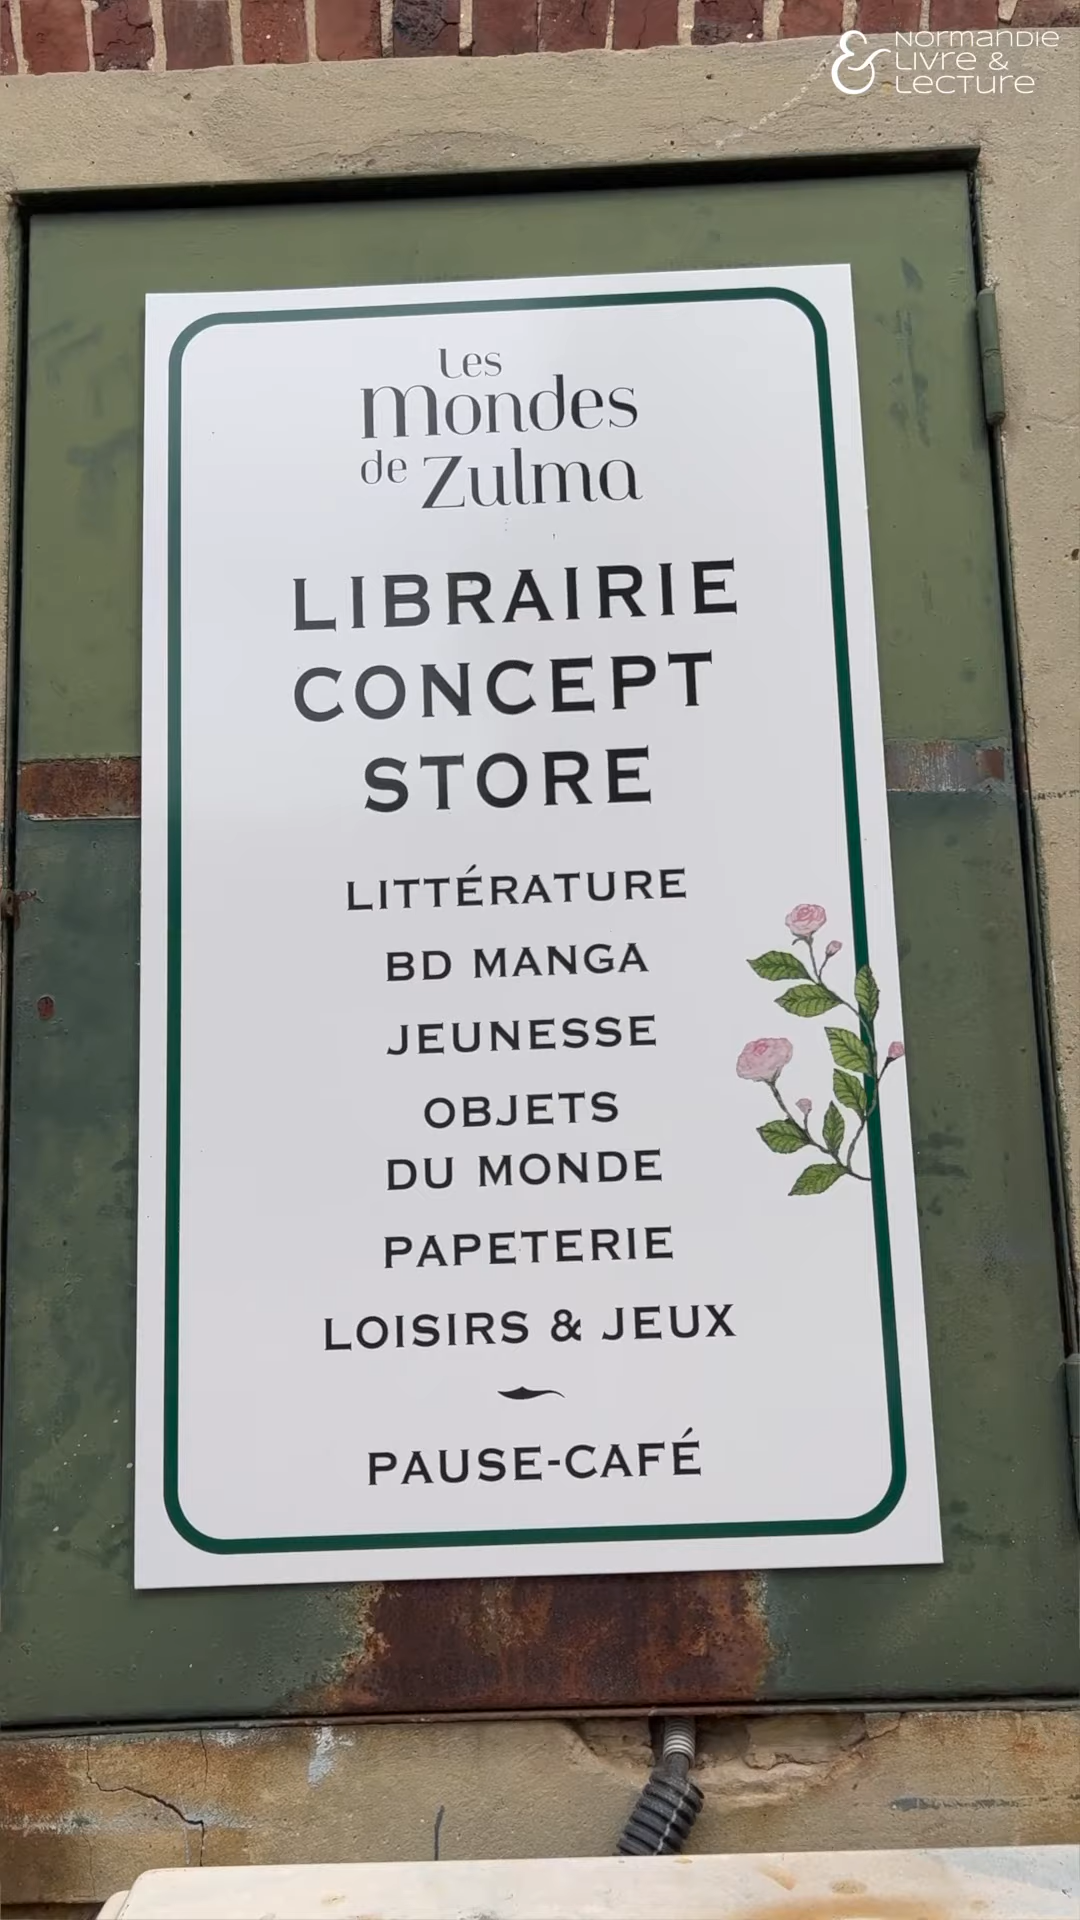 NORMANDIE
LIVRE &
LECTURE
Les
Mondes
de Zulma
LIBRAIRIE
CONCEPT
STORE
LITTÉRATURE
BD MANGA
JEUNESSE
OBJETS
DU MONDE
PAPETERIE
LOISIRS & JEUX
PAUSE-CAFÉ